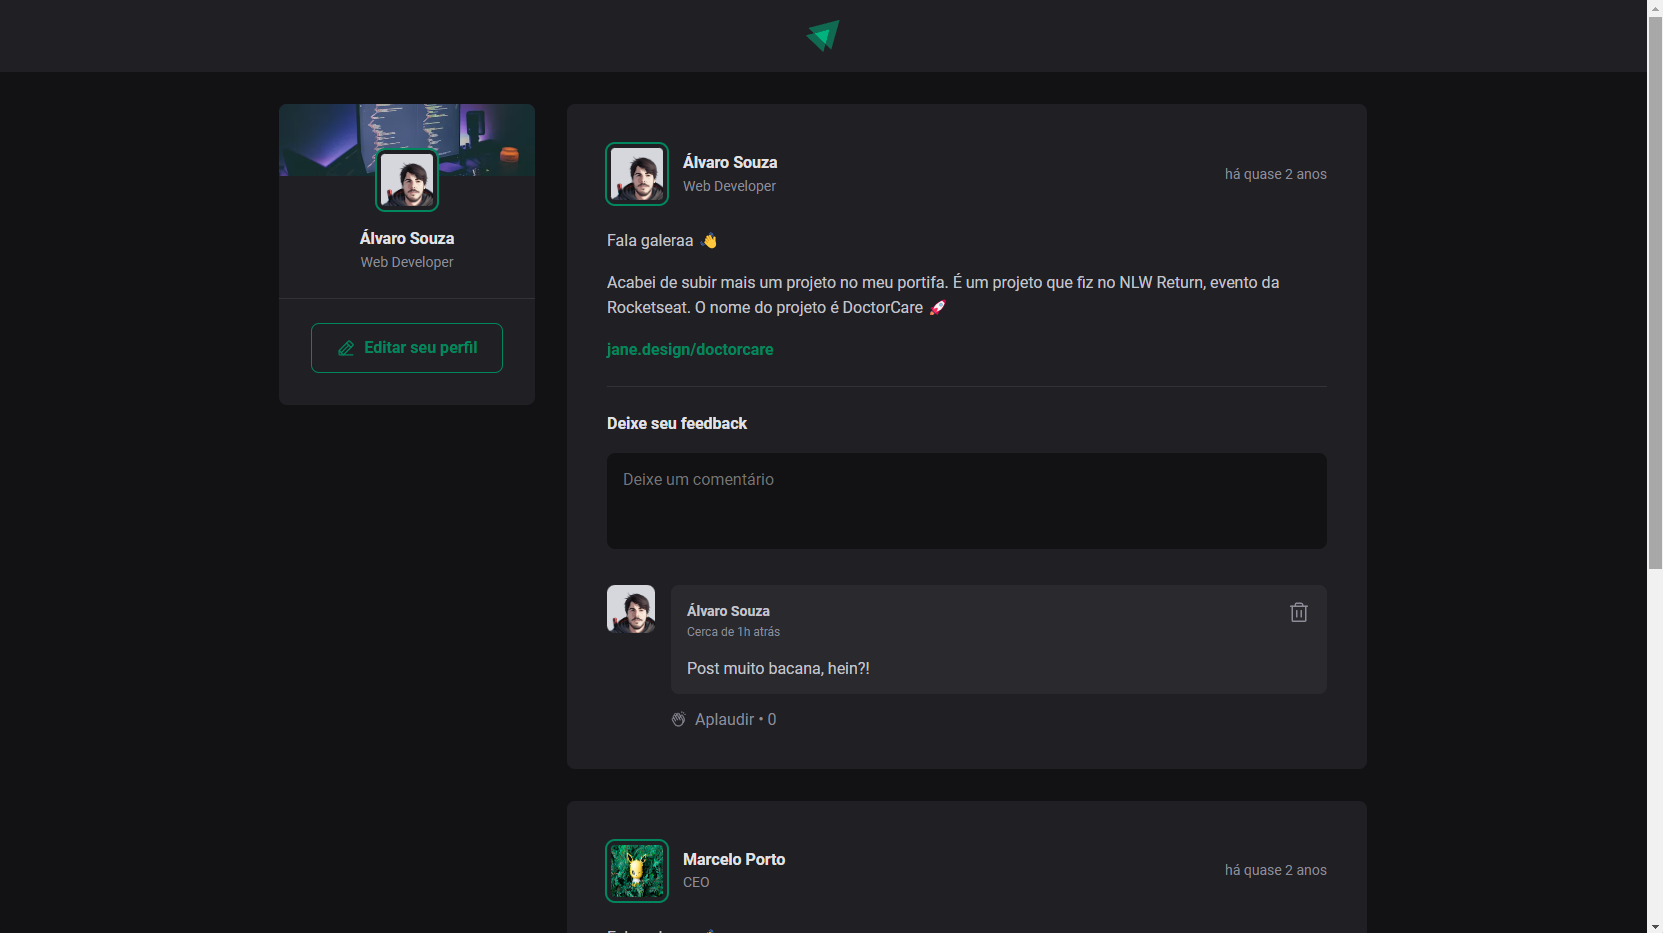 Álvaro Souza
Web Developer
Editar seu perfil
Álvaro Souza
Web Developer
há quase 2 anos
Fala galeraa 👋
Acabei de subir mais um projeto no meu portifa. É um projeto que fiz no NLW Return, evento da
Rocketseat. O nome do projeto é DoctorCare 🚀
jane.design/doctorcare
Deixe seu feedback
Deixe um comentário
Álvaro Souza
Cerca de 1h atrás
Post muito bacana, hein?!
Aplaudir • 0
Marcelo Porto
CEO
há quase 2 anos